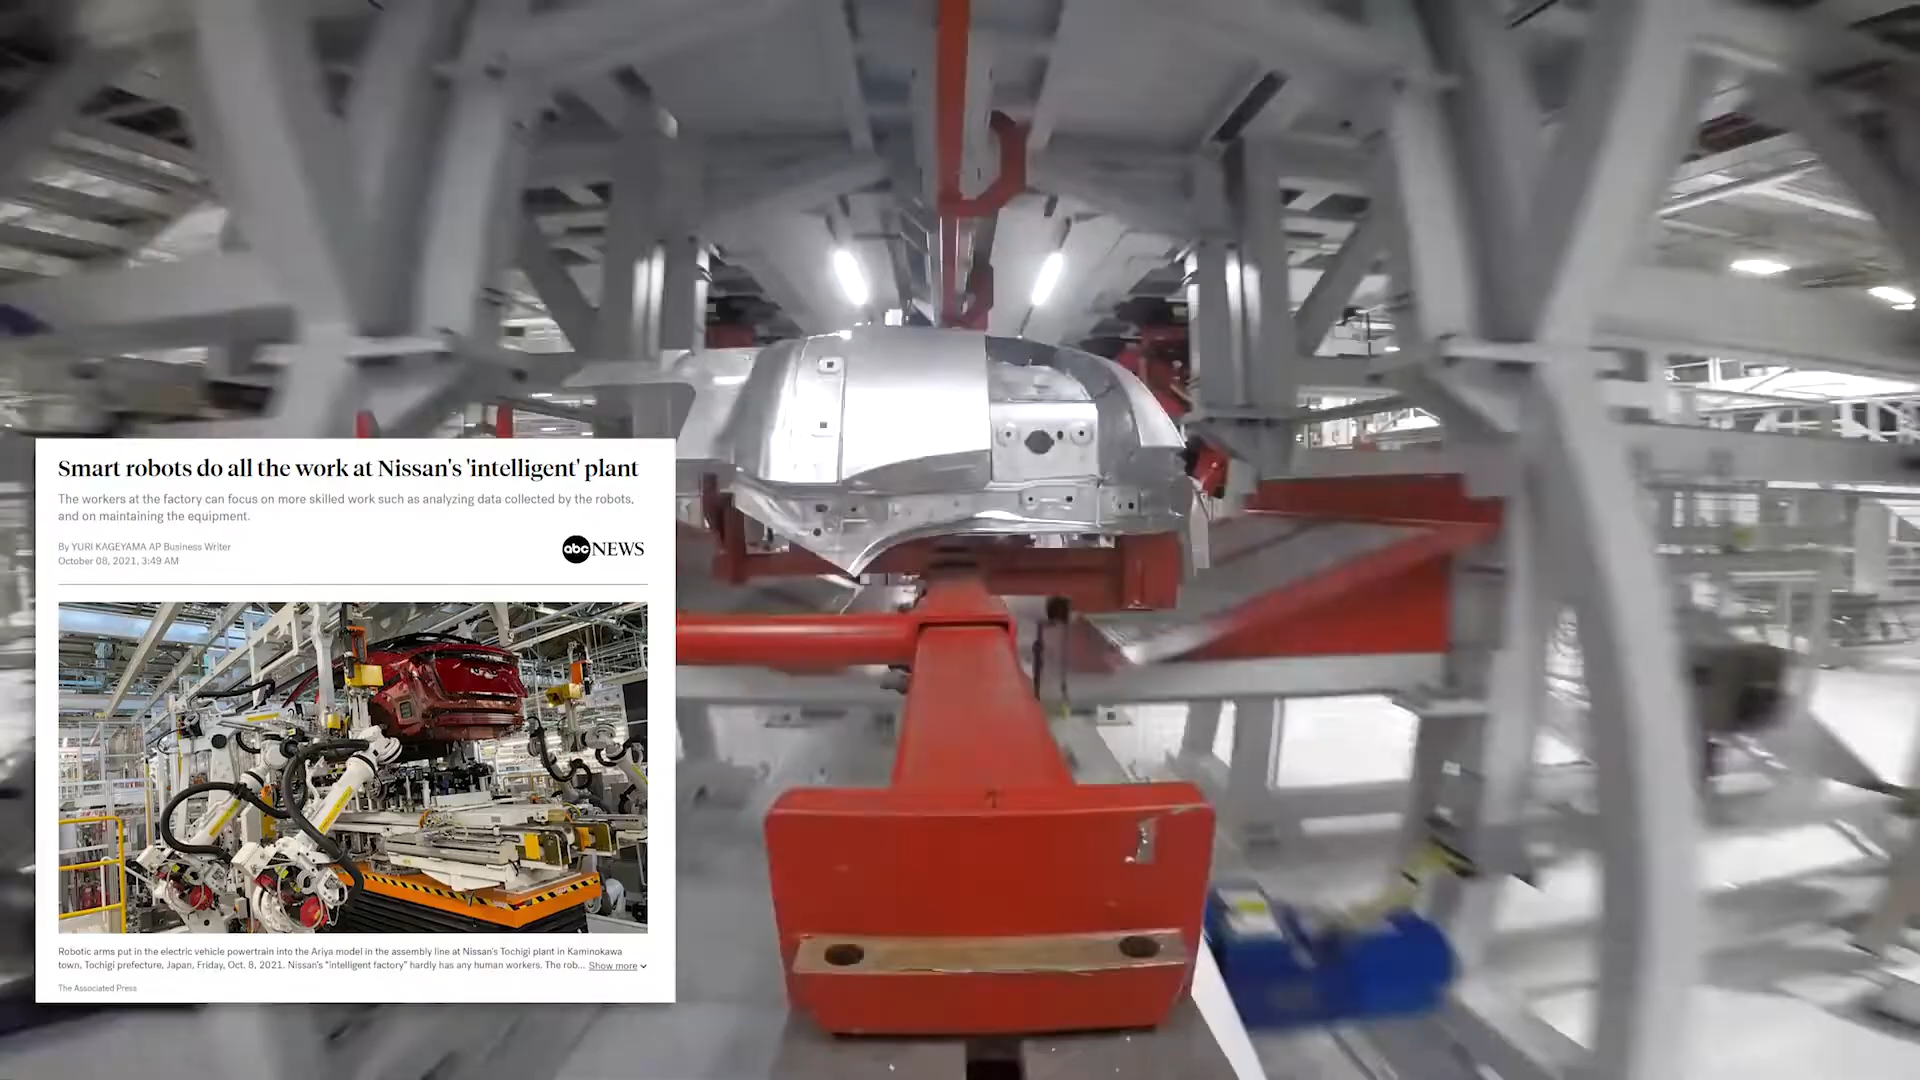 Smart robots do all the work at Nissan's 'intelligent' plant
The workers at the factory can focus on more skilled work such as analyzing data collected by the robots,
and on maintaining the equipment.
By YURI KAGEYAMA AP Business Writer
October 08, 2021, 3:49 AM
abc NEWS
Robotic arms put in the electric vehicle powertrain into the Ariya model in the assembly line at Nissan's Tochigi plant in Kaminokawa
town, Tochigi prefecture, Japan, Friday, Oct. 8, 2021. Nissan's "intelligent factory" hardly has any human workers. The rob... Show more
The Associated Press